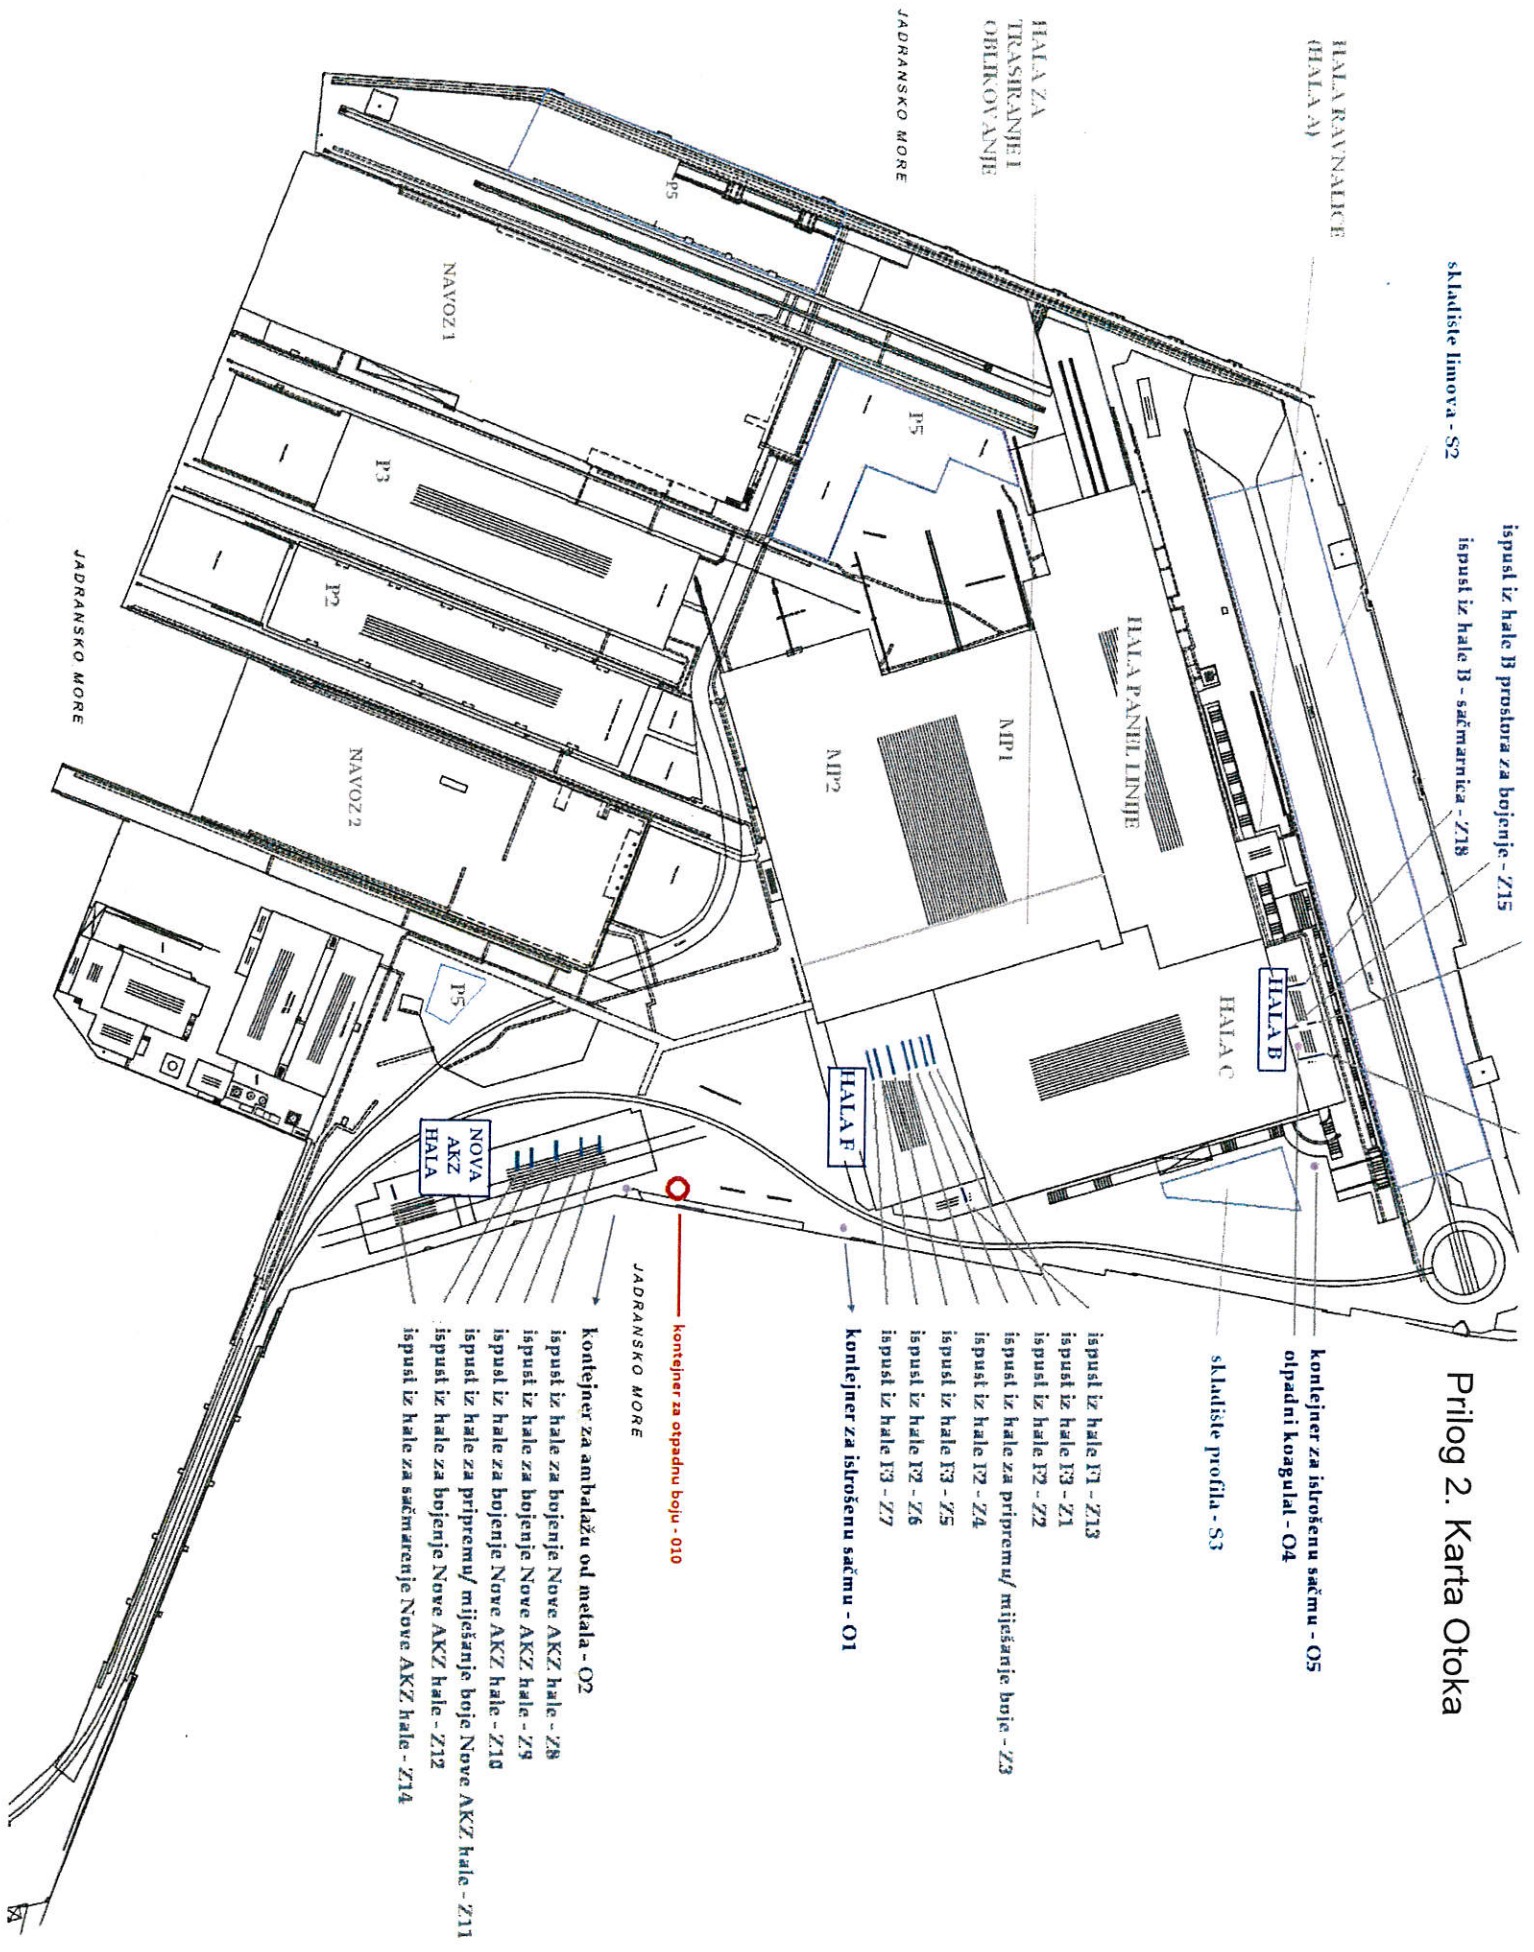 Prilog 2. Karta Otoka
ispust iz hale B prostora za bojenje - Z15
ispust iz hale B - sačmarnica - Z18
skladište limova - S2
HALA RAVNALICE
(HALA A)
HALA ZA
TRASIRANJE I
OBLIKOVANJE
JADRANSKO MORE
kontejner za istrošenu sačmu - O5
otpadni koagulat - O4
skladište profila - S3
HALA B
HALA C
HALA PANEL LINIJE
MP1
MP2
P5
P5
NAVOZ 1
P3
P2
NAVOZ 2
P5
HALA F
NOVA
AKZ
HALA
ispust iz hale F1 - Z13
ispust iz hale F3 - Z1
ispust iz hale F2 - Z2
ispust iz hale za pripremu/ miješanje boje - Z3
ispust iz hale F2 - Z4
ispust iz hale F3 - Z5
ispust iz hale F2 - Z6
ispust iz hale F3 - Z7
kontejner za istrošenu sačmu - O1
kontejner za otpadnu boju - 010
JADRANSKO MORE
kontejner za ambalažu od metala - O2
ispust iz hale za bojenje Nove AKZ hale - Z8
ispust iz hale za bojenje Nove AKZ hale - Z9
ispust iz hale za bojenje Nove AKZ hale - Z10
ispust iz hale za pripremu/ miješanje boje Nove AKZ hale - Z11
ispust iz hale za bojenje Nove AKZ hale - Z12
ispust iz hale za sačmarenje Nove AKZ hale - Z14
JADRANSKO MORE